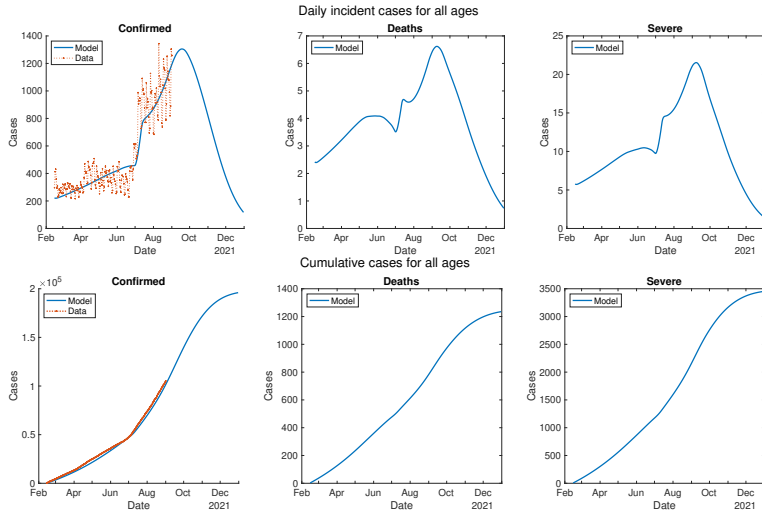 Daily incident cases for all ages
Confirmed
Deaths
Severe
1400
1200
1000
800
600
400
200
0
Cases
Model
Data
Feb Apr Jun Aug Oct Dec
Date
2021
7
6
5
4
3
2
1
0
Cases
Model
Feb Apr Jun Aug Oct Dec
Date
2021
25
20
15
10
5
0
Cases
Model
Feb Apr Jun Aug Oct Dec
Date
2021
Cumulative cases for all ages
Confirmed
Deaths
Severe
×10⁵
2
1.5
1
0.5
0
Cases
Model
Data
Feb Apr Jun Aug Oct Dec
Date
2021
1400
1200
1000
800
600
400
200
0
Cases
Model
Feb Apr Jun Aug Oct Dec
Date
2021
3500
3000
2500
2000
1500
1000
500
0
Cases
Model
Feb Apr Jun Aug Oct Dec
Date
2021